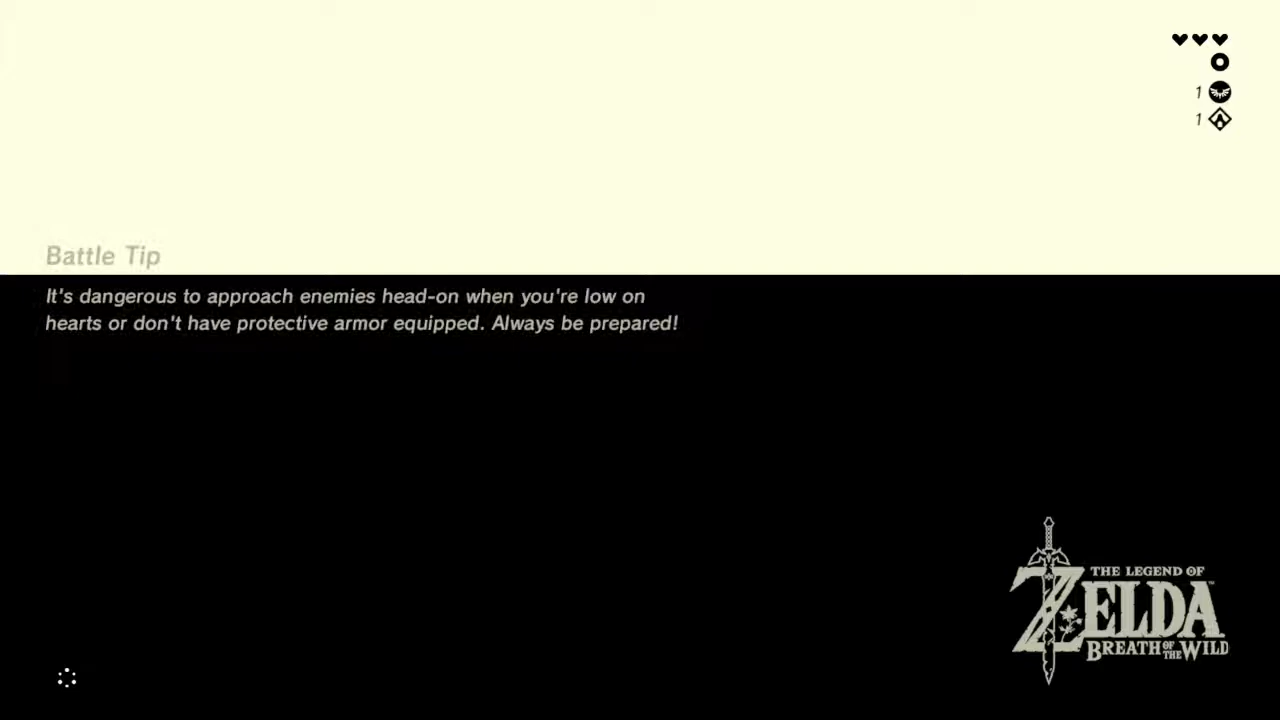 1
1
Battle Tip
It's dangerous to approach enemies head-on when you're low on
hearts or don't have protective armor equipped. Always be prepared!
THE LEGEND OF
ZELDA™
BREATH OF THE WILD